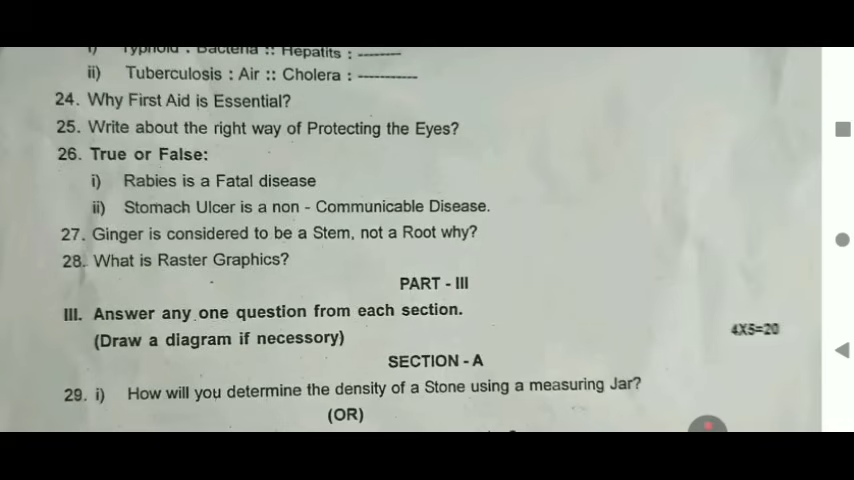 i) Typhoid : Bacteria :: Hepatits : --------
ii) Tuberculosis : Air :: Cholera : -----------
24. Why First Aid is Essential?
25. Write about the right way of Protecting the Eyes?
26. True or False:
i) Rabies is a Fatal disease
ii) Stomach Ulcer is a non - Communicable Disease.
27. Ginger is considered to be a Stem, not a Root why?
28. What is Raster Graphics?
PART - III
III. Answer any one question from each section.
(Draw a diagram if necessory)
4X5=20
SECTION - A
29. i) How will you determine the density of a Stone using a measuring Jar?
(OR)